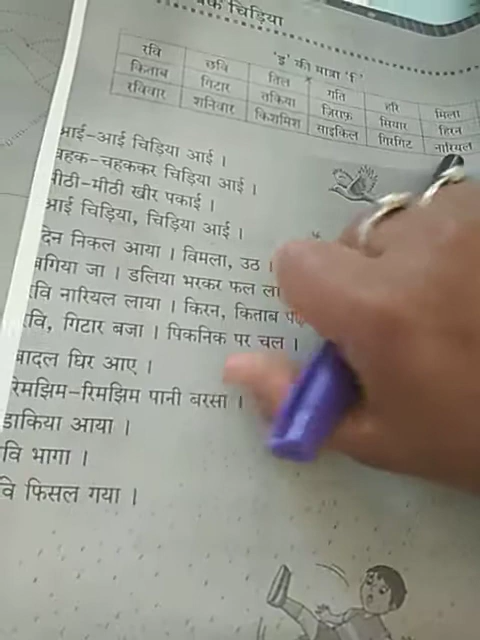 चिड़िया
'इ' की मात्रा 'ि'
रवि छवि तिल गति हरि मिला
किताब गिटार तकिया ज़िराफ़ सियार हिरन
रविवार शनिवार किशमिश साइकिल गिरगिट नारियल
आई-आई चिड़िया आई ।
चहक-चहककर चिड़िया आई ।
मीठी-मीठी खीर पकाई ।
आई चिड़िया, चिड़िया आई ।
दिन निकल आया । विमला, उठ ।
बगिया जा । डलिया भरकर फल ला
रवि नारियल लाया । किरन, किताब
रवि, गिटार बजा । पिकनिक पर चल ।
बादल घिर आए ।
रिमझिम-रिमझिम पानी बरसा ।
डाकिया आया ।
रवि भागा ।
फिसल गया ।